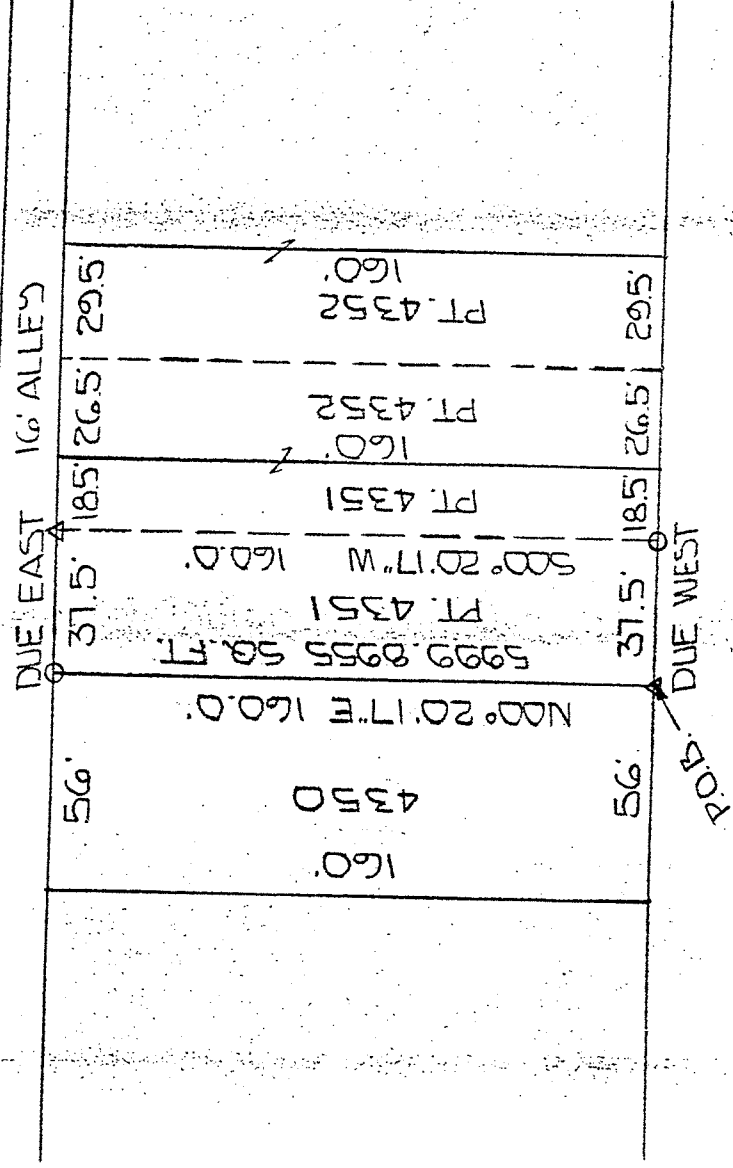 DUE EAST 16' ALLEY
56'
37.5'
18.5'
26.5'
29.5'
160'
4350
N00°20'17"E 160.0'
5999.8955 SQ.FT.
PT. 4351
S00°20'17"W 160.0'
PT. 4351
160'
PT. 4352
PT. 4352
160'
56'
37.5'
18.5'
26.5'
29.5'
P.O.B.
DUE WEST